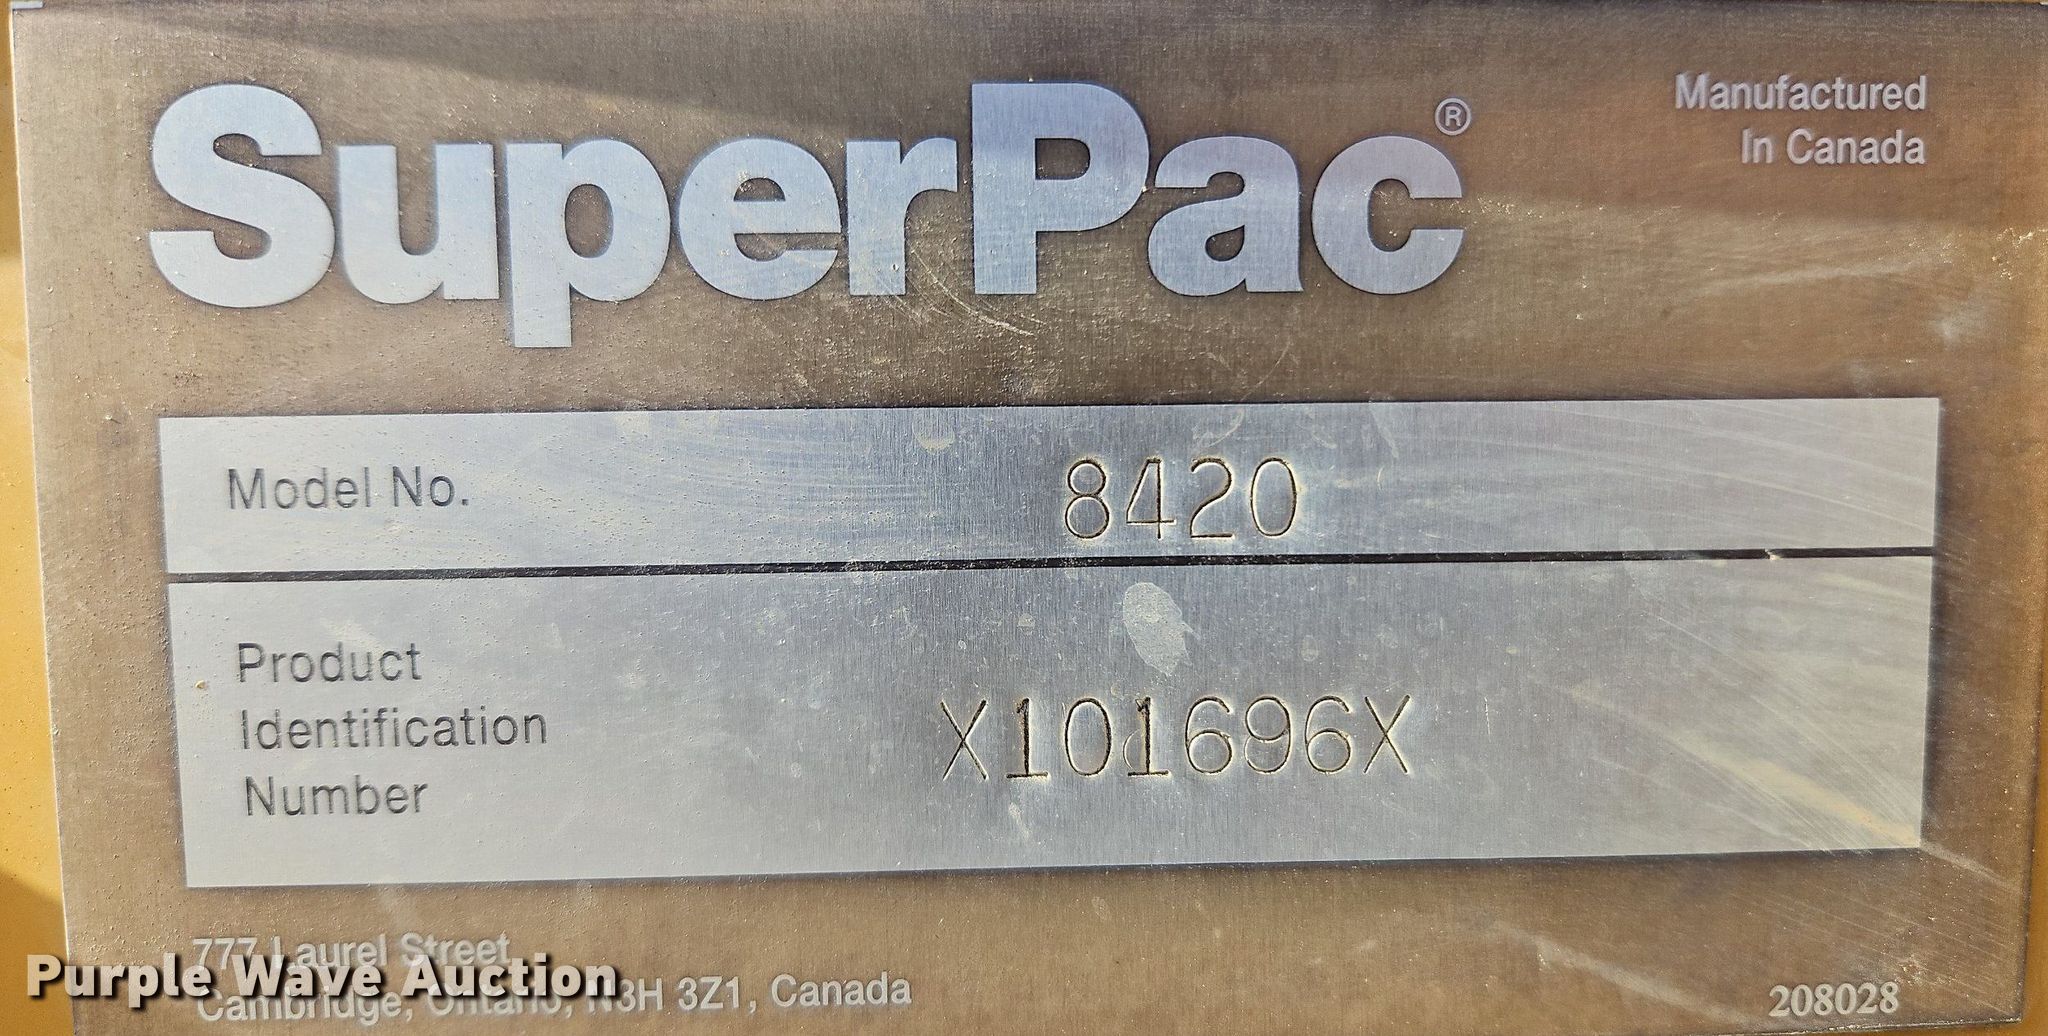 SuperPac®
Manufactured
In Canada
Model No. 8420
Product
Identification
Number
X101696X
777 Laurel Street
Cambridge, Ontario, N3H 3Z1, Canada
Purple Wave Auction
208028